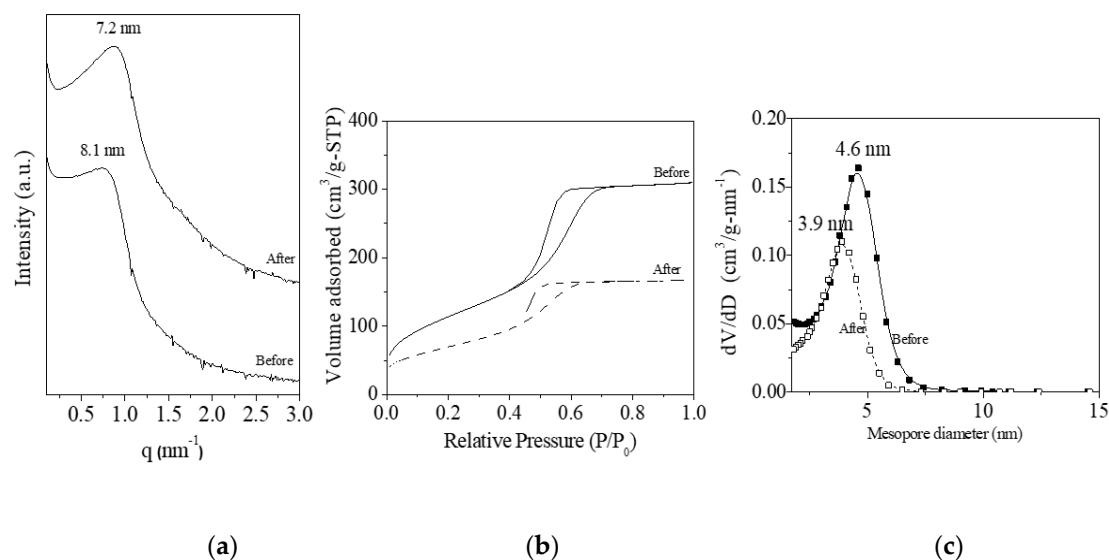 7.2 nm
8.1 nm
After
Before
Intensity (a.u.)
0.5 1.0 1.5 2.0 2.5 3.0
q (nm⁻¹)
400
300
200
100
0
Before
After
Volume adsorbed (cm³/g-STP)
0.0 0.2 0.4 0.6 0.8 1.0
Relative Pressure (P/P₀)
0.20
0.15
0.10
0.05
0.00
4.6 nm
3.9 nm
After
Before
dV/dD (cm³/g-nm⁻¹)
5 10 15
Mesopore diameter (nm)
(a) (b) (c)